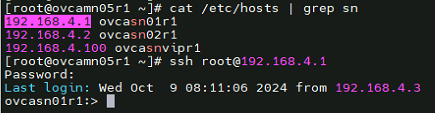 [root@ovcamn05r1 ~]# cat /etc/hosts | grep sn
192.168.4.1 ovcasn01r1
192.168.4.2 ovcasn02r1
192.168.4.100 ovcasnvipr1
[root@ovcamn05r1 ~]# ssh root@192.168.4.1
Password:
Last login: Wed Oct  9 08:11:06 2024 from 192.168.4.3
ovcasn01r1:>